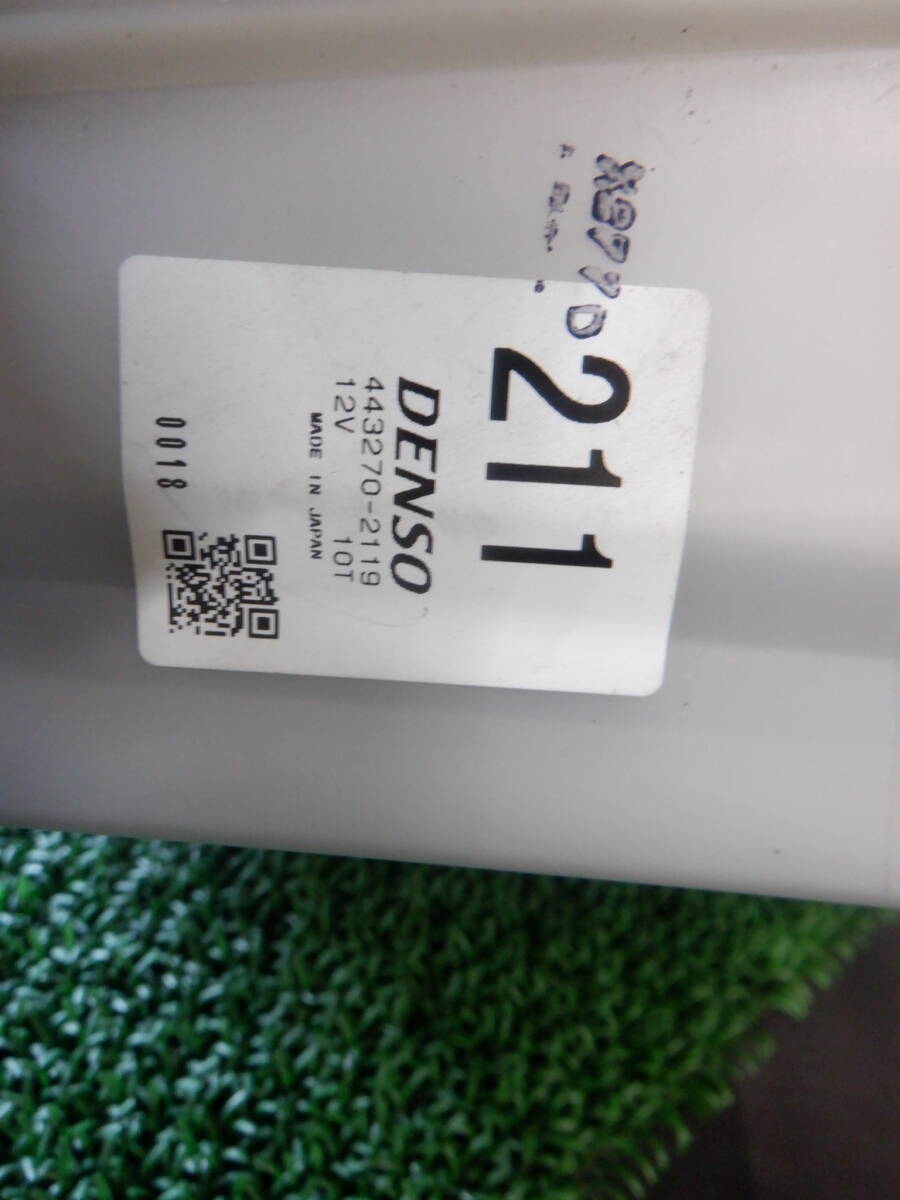 211
DENSO
443270-2119
12V 10T
MADE IN JAPAN
0018